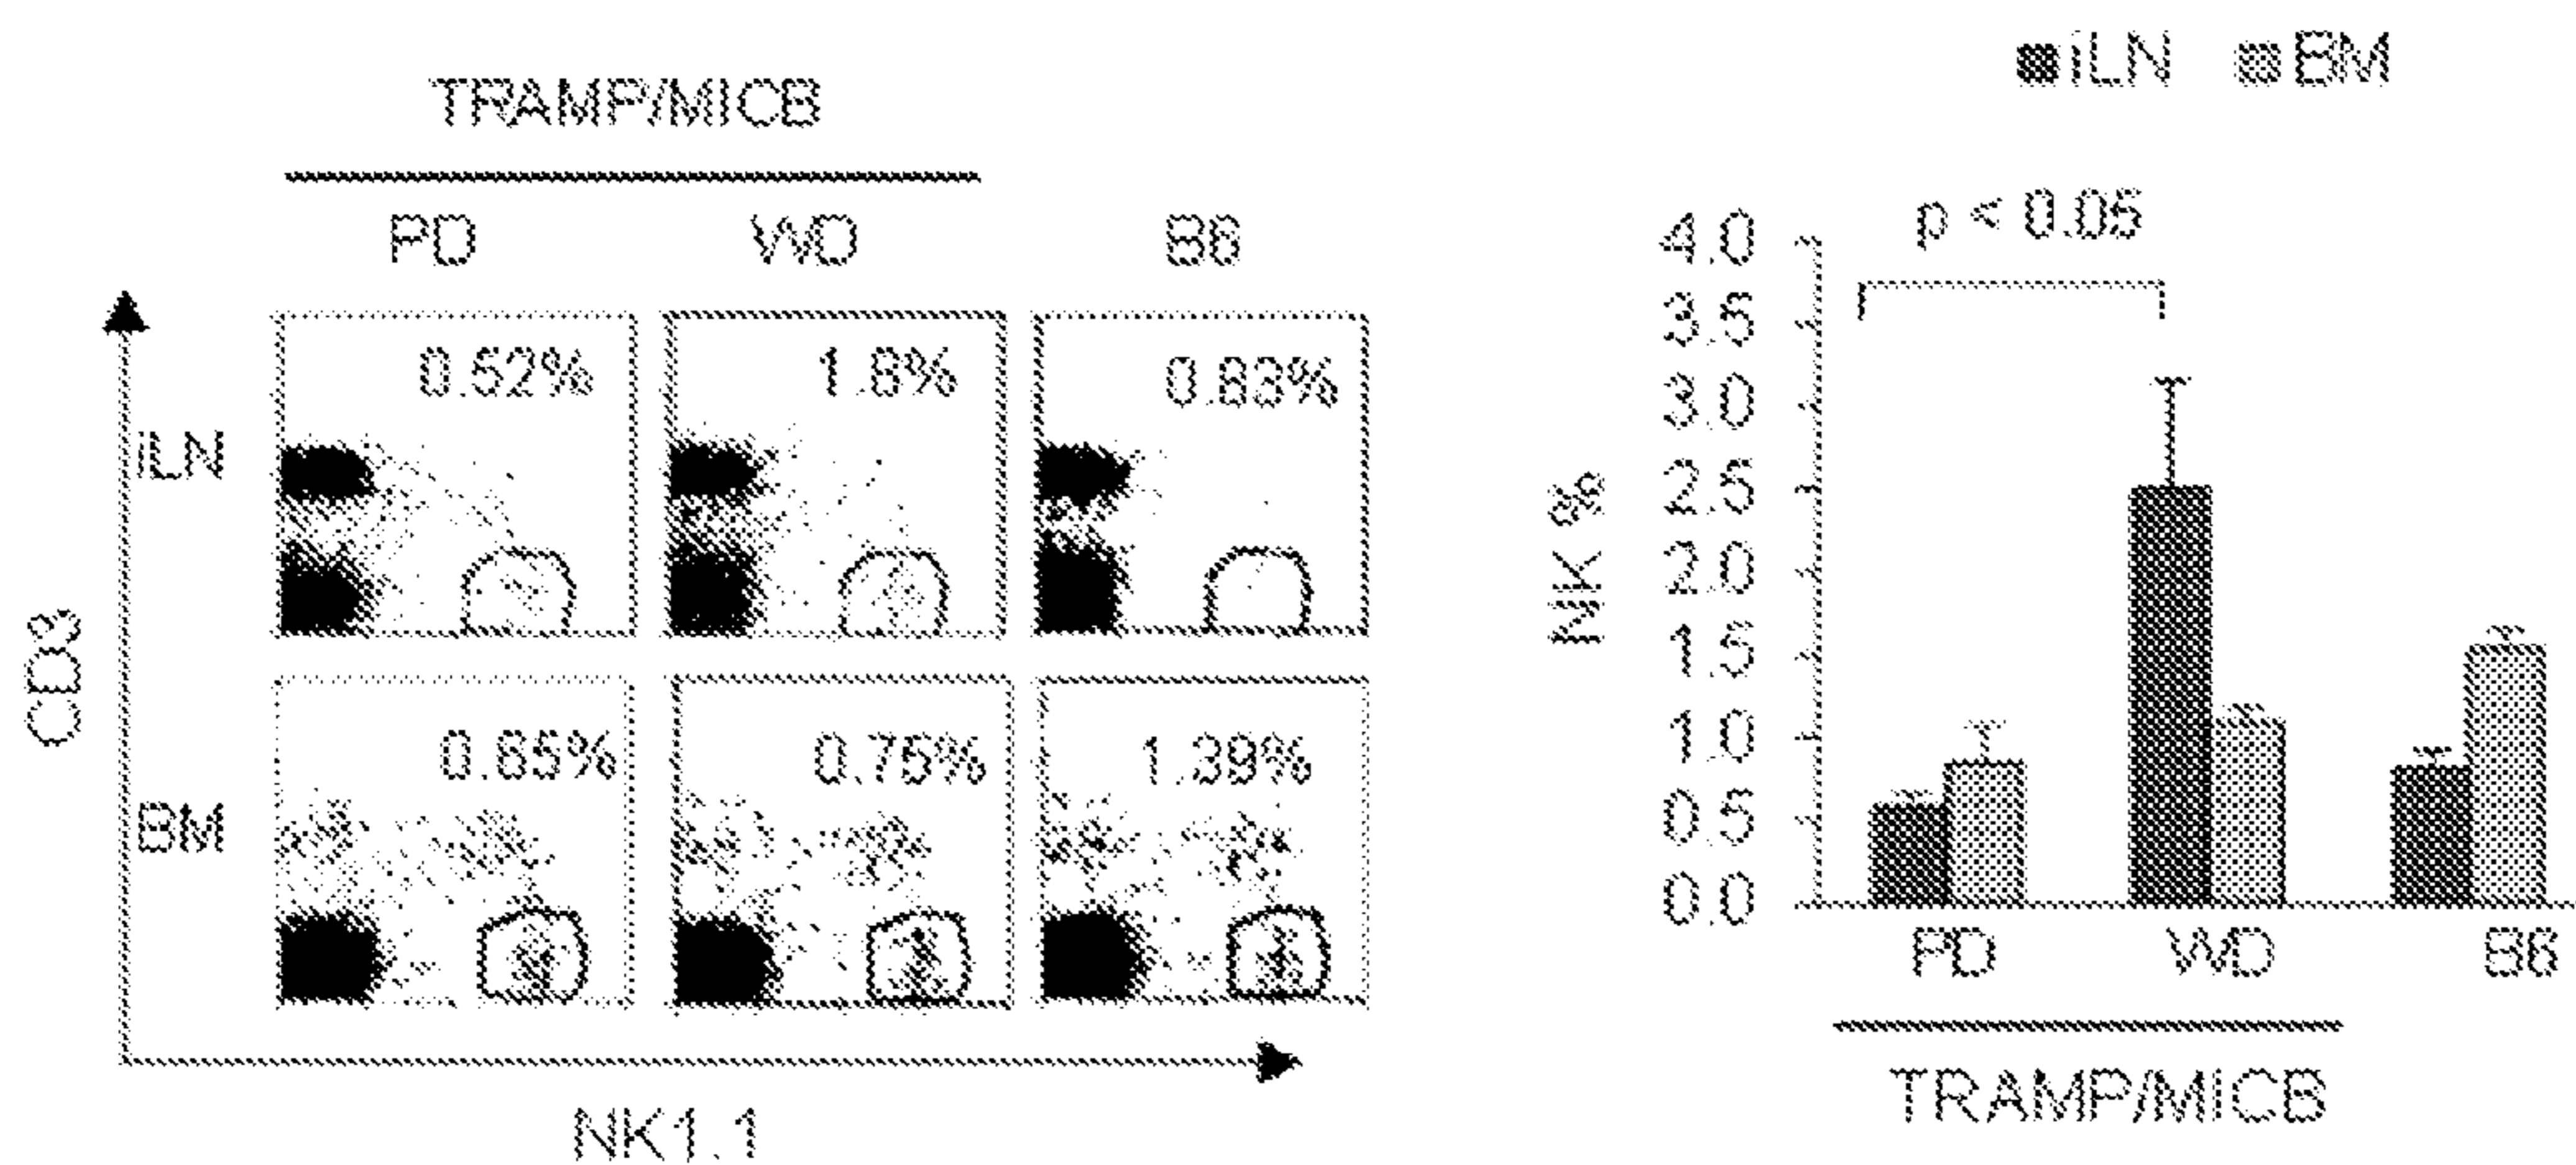 TRAMP/MICB
PD WD B6
CD3
iLN
0.52% 1.8% 0.83%
BM
0.65% 0.76% 1.39%
NK1.1
iLN BM
p < 0.05
NK %
4.0
3.5
3.0
2.5
2.0
1.5
1.0
0.5
0.0
PD WD B6
TRAMP/MICB